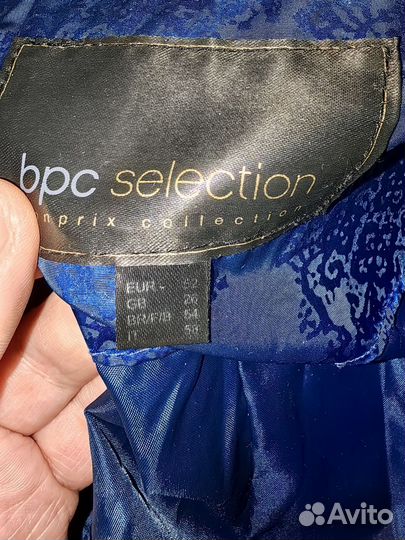 bpc selection
nprix collection
EUR - 52
GB 26
BR/F/B 54
IT 58
Avito